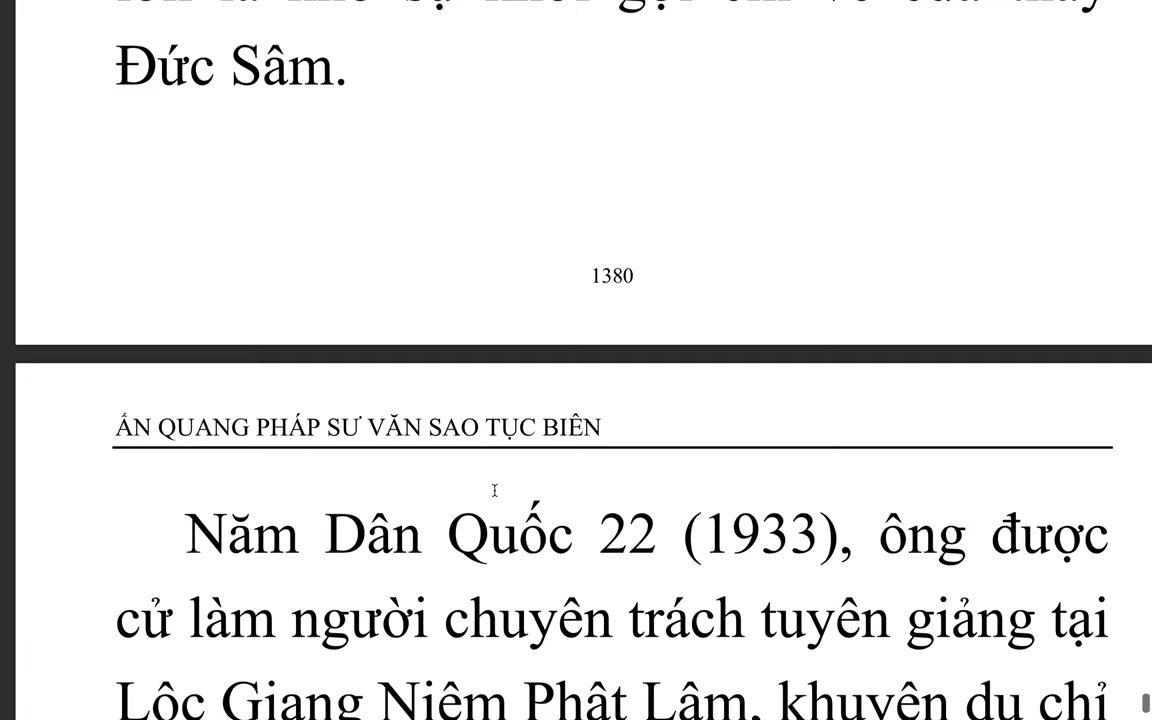 Đức Sâm.
1380
ẤN QUANG PHÁP SƯ VĂN SAO TỤC BIÊN
Năm Dân Quốc 22 (1933), ông được
cử làm người chuyên trách tuyên giảng tại
Lộc Giang Niệm Phật Lâm, khuyên dụ chỉ